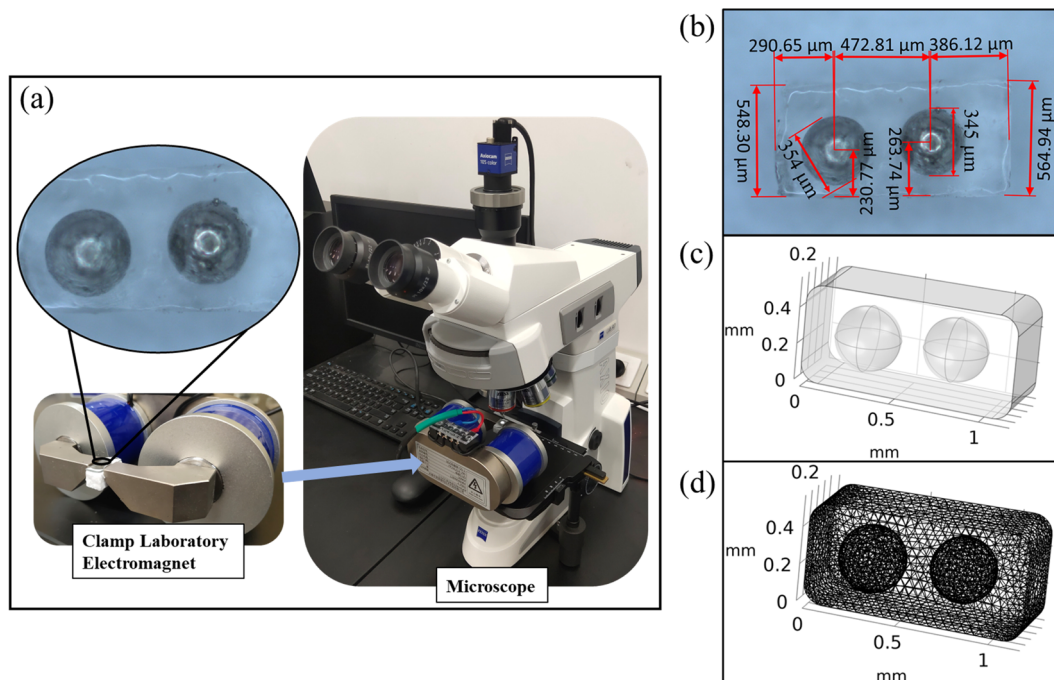 (a)
Axiocam
Clamp Laboratory
Electromagnet
Microscope
(b)
290.65 μm
472.81 μm
386.12 μm
548.30 μm
354 μm
230.77 μm
263.74 μm
345 μm
564.94 μm
(c)
0.2
0.4
mm
0.2
0
0
0.5
1
mm
(d)
0.2
0.4
mm
0.2
0
0
0.5
1
mm